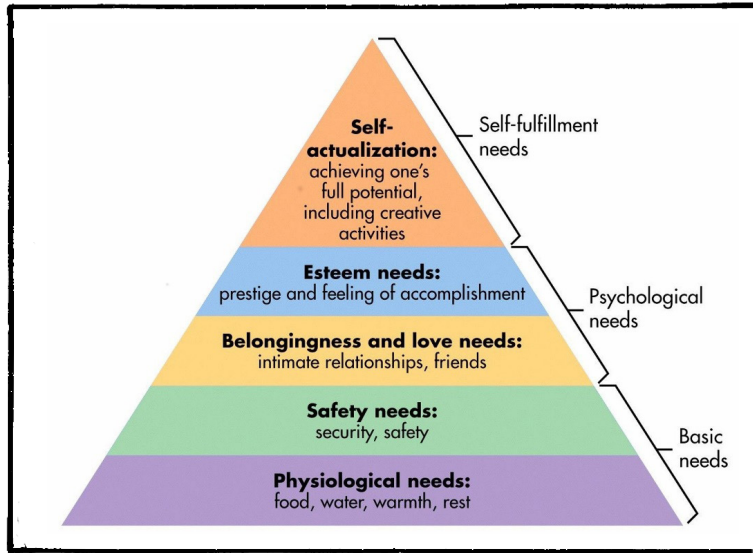 Self-
actualization:
achieving one's
full potential,
including creative
activities
Self-fulfillment
needs
Esteem needs:
prestige and feeling of accomplishment
Psychological
needs
Belongingness and love needs:
intimate relationships, friends
Safety needs:
security, safety
Basic
needs
Physiological needs:
food, water, warmth, rest